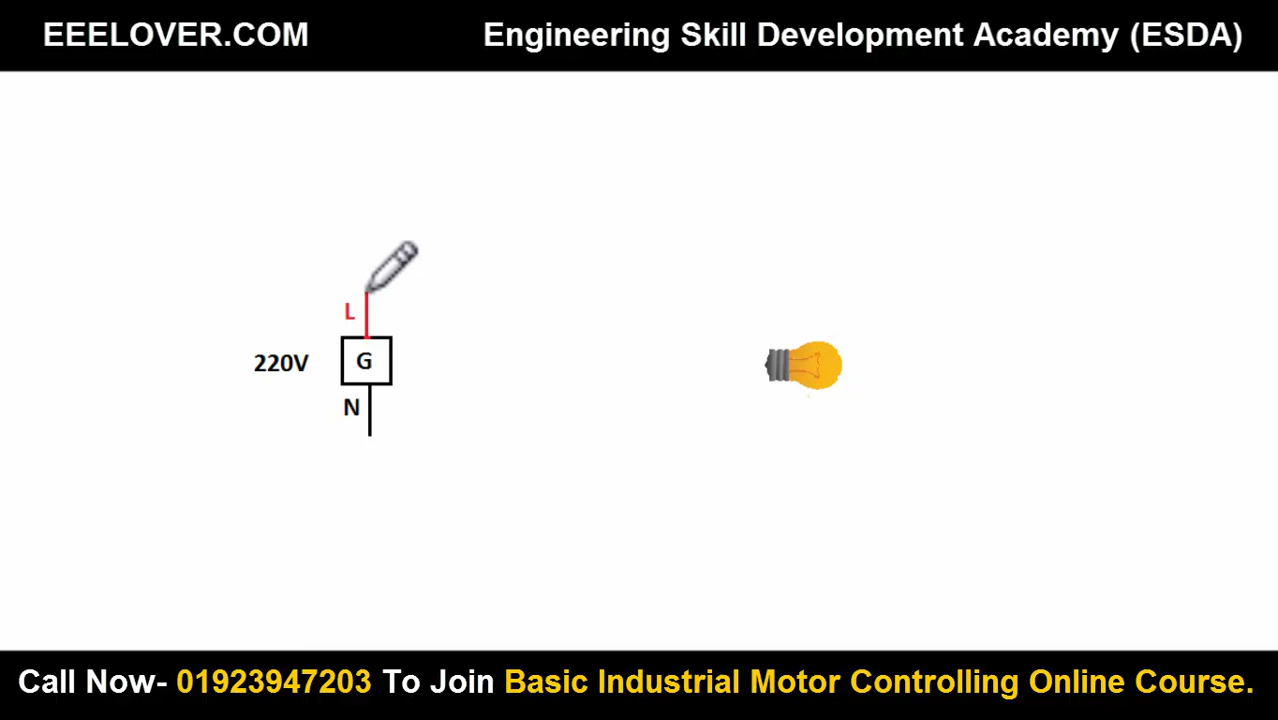 EEELOVER.COM
Engineering Skill Development Academy (ESDA)
L
220V
G
N
Call Now- 01923947203 To Join Basic Industrial Motor Controlling Online Course.